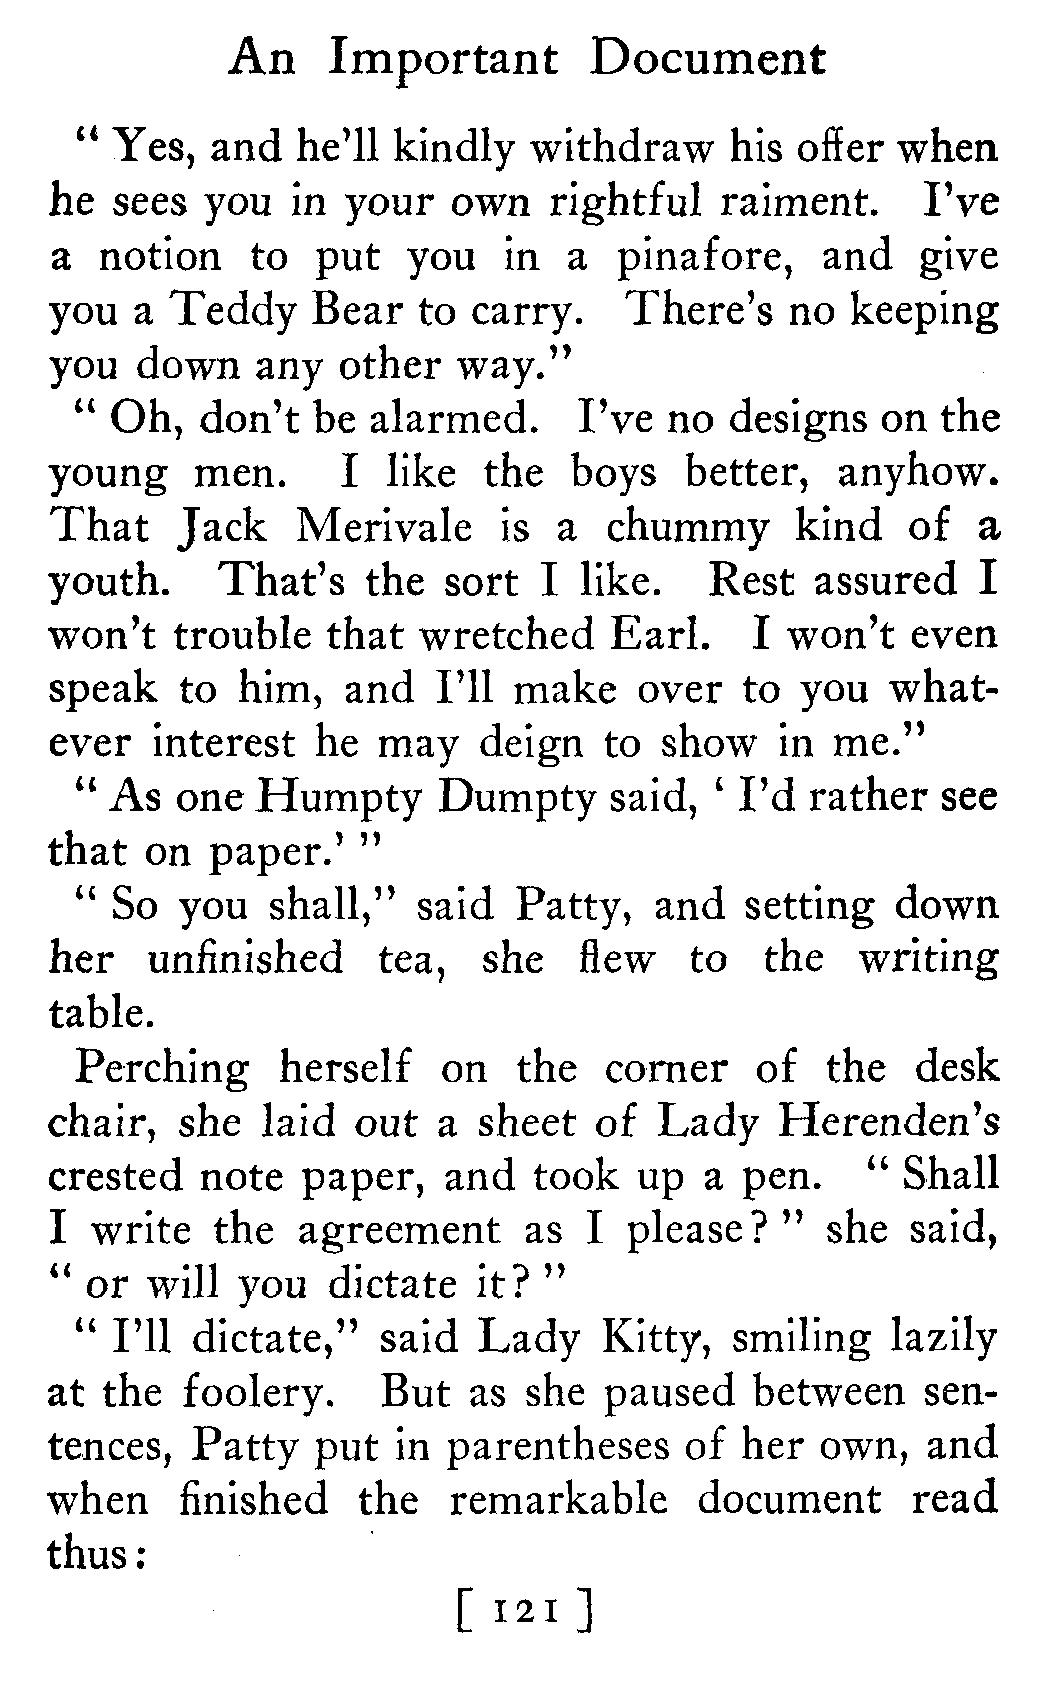 An Important Document
“ Yes, and he’ll kindly withdraw his offer when
he sees you in your own rightful raiment. I’ve
a notion to put you in a pinafore, and give
you a Teddy Bear to carry. There’s no keeping
you down any other way.”
“ Oh, don’t be alarmed. I’ve no designs on the
young men. I like the boys better, anyhow.
That Jack Merivale is a chummy kind of a
youth. That’s the sort I like. Rest assured I
won’t trouble that wretched Earl. I won’t even
speak to him, and I’ll make over to you what-
ever interest he may deign to show in me.”
“ As one Humpty Dumpty said, ‘ I’d rather see
that on paper.’ ”
“ So you shall,” said Patty, and setting down
her unfinished tea, she flew to the writing
table.
Perching herself on the corner of the desk
chair, she laid out a sheet of Lady Herenden’s
crested note paper, and took up a pen. “ Shall
I write the agreement as I please? ” she said,
“ or will you dictate it? ”
“ I’ll dictate,” said Lady Kitty, smiling lazily
at the foolery. But as she paused between sen-
tences, Patty put in parentheses of her own, and
when finished the remarkable document read
thus:
[ 121 ]